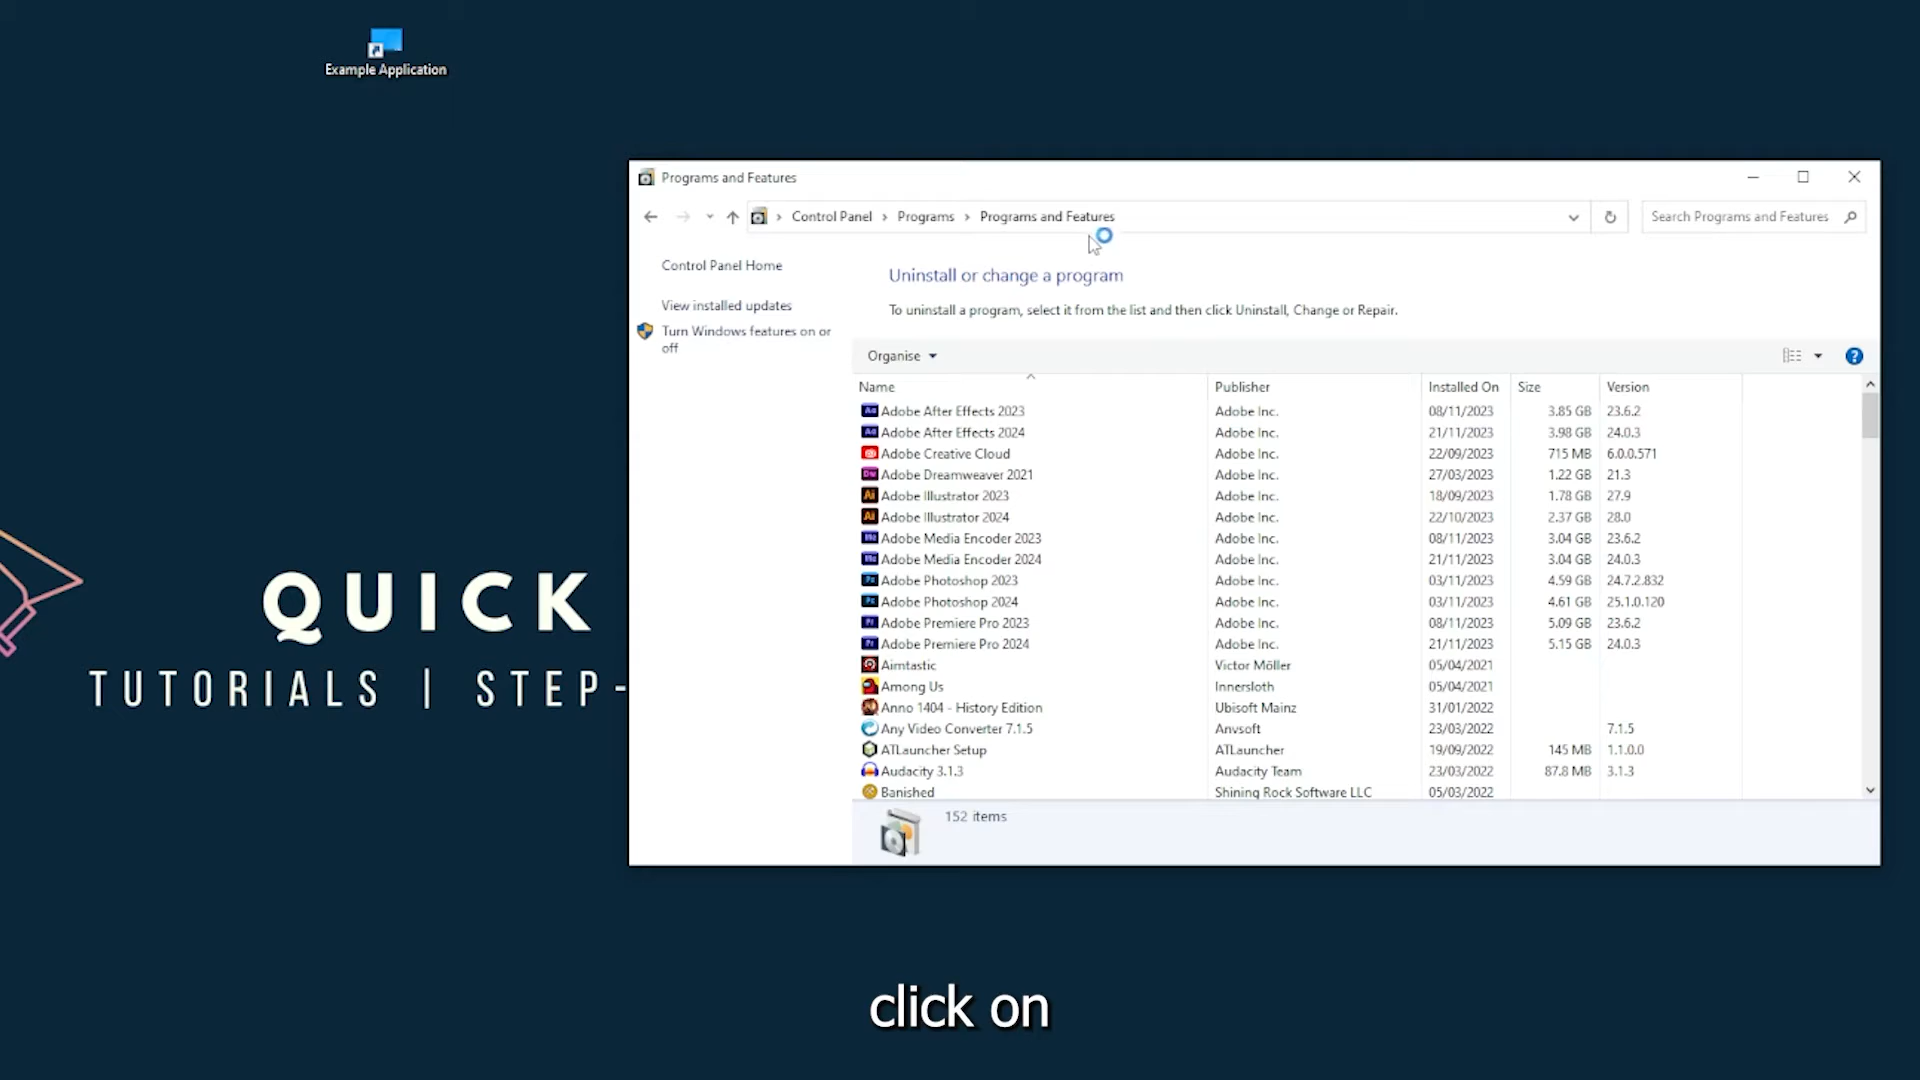 Example Application
Programs and Features
Control Panel > Programs > Programs and Features
Search Programs and Features
Control Panel Home
View installed updates
Turn Windows features on or
off
Uninstall or change a program
To uninstall a program, select it from the list and then click Uninstall, Change or Repair.
Organise
Name Publisher Installed On Size Version
Adobe After Effects 2023 Adobe Inc. 08/11/2023 3.85 GB 23.6.2
Adobe After Effects 2024 Adobe Inc. 21/11/2023 3.98 GB 24.0.3
Adobe Creative Cloud Adobe Inc. 22/09/2023 715 MB 6.0.0.571
Adobe Dreamweaver 2021 Adobe Inc. 27/03/2023 1.22 GB 21.3
Adobe Illustrator 2023 Adobe Inc. 18/09/2023 1.78 GB 27.9
Adobe Illustrator 2024 Adobe Inc. 22/10/2023 2.37 GB 28.0
Adobe Media Encoder 2023 Adobe Inc. 08/11/2023 3.04 GB 23.6.2
Adobe Media Encoder 2024 Adobe Inc. 21/11/2023 3.04 GB 24.0.3
Adobe Photoshop 2023 Adobe Inc. 03/11/2023 4.59 GB 24.7.2.832
Adobe Photoshop 2024 Adobe Inc. 03/11/2023 4.61 GB 25.1.0.120
Adobe Premiere Pro 2023 Adobe Inc. 08/11/2023 5.09 GB 23.6.2
Adobe Premiere Pro 2024 Adobe Inc. 21/11/2023 5.15 GB 24.0.3
Aimtastic Victor Möller 05/04/2021
Among Us Innersloth 05/04/2021
Anno 1404 - History Edition Ubisoft Mainz 31/01/2022
Any Video Converter 7.1.5 Anvsoft 23/03/2022 7.1.5
ATLauncher Setup ATLauncher 19/09/2022 145 MB 1.1.0.0
Audacity 3.1.3 Audacity Team 23/03/2022 87.8 MB 3.1.3
Banished Shining Rock Software LLC 05/03/2022
152 items
QUICK
TUTORIALS | STEP-
click on